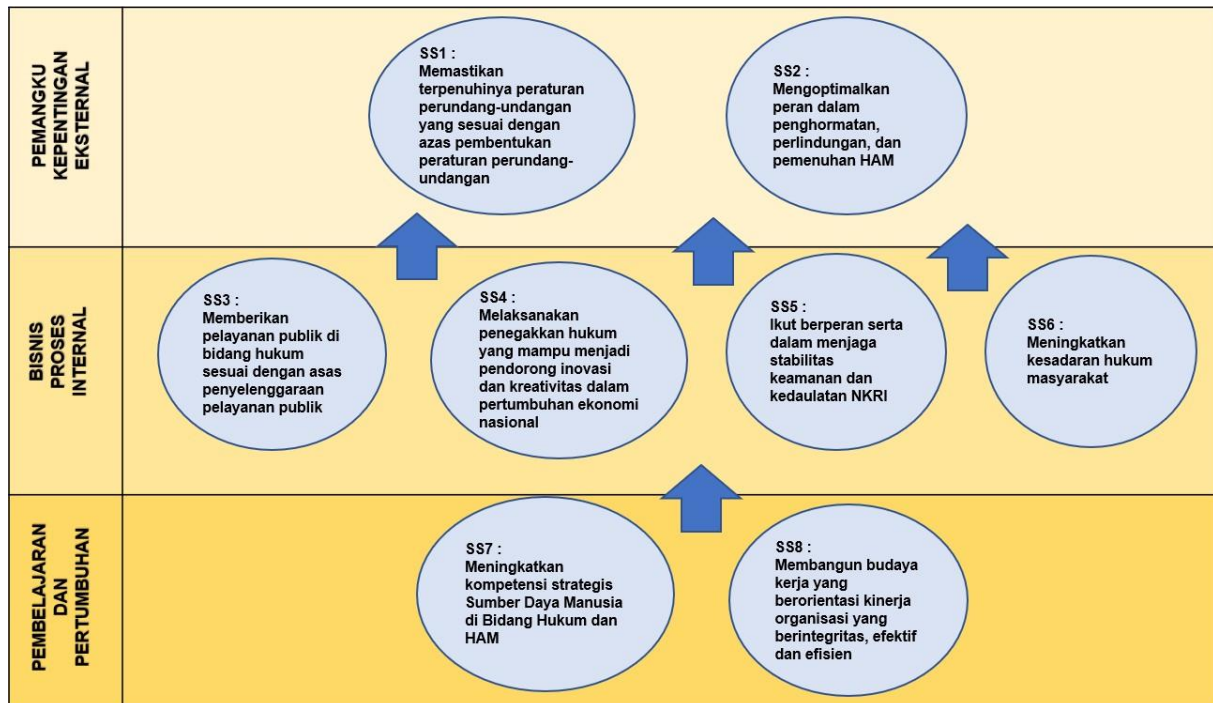 PEMANGKU
KEPENTINGAN
EKSTERNAL
SS1 :
Memastikan
terpenuhinya peraturan
perundang-undangan
yang sesuai dengan
azas pembentukan
peraturan perundang-
undangan
SS2 :
Mengoptimalkan
peran dalam
penghormatan,
perlindungan, dan
pemenuhan HAM
BISNIS
PROSES
INTERNAL
SS3 :
Memberikan
pelayanan publik di
bidang hukum
sesuai dengan asas
penyelenggaraan
pelayanan publik
SS4 :
Melaksanakan
penegakkan hukum
yang mampu menjadi
pendorong inovasi
dan kreativitas dalam
pertumbuhan ekonomi
nasional
SS5 :
Ikut berperan serta
dalam menjaga
stabilitas
keamanan dan
kedaulatan NKRI
SS6 :
Meningkatkan
kesadaran hukum
masyarakat
PEMBELAJARAN
DAN
PERTUMBUHAN
SS7 :
Meningkatkan
kompetensi strategis
Sumber Daya Manusia
di Bidang Hukum dan
HAM
SS8 :
Membangun budaya
kerja yang
berorientasi kinerja
organisasi yang
berintegritas, efektif
dan efisien